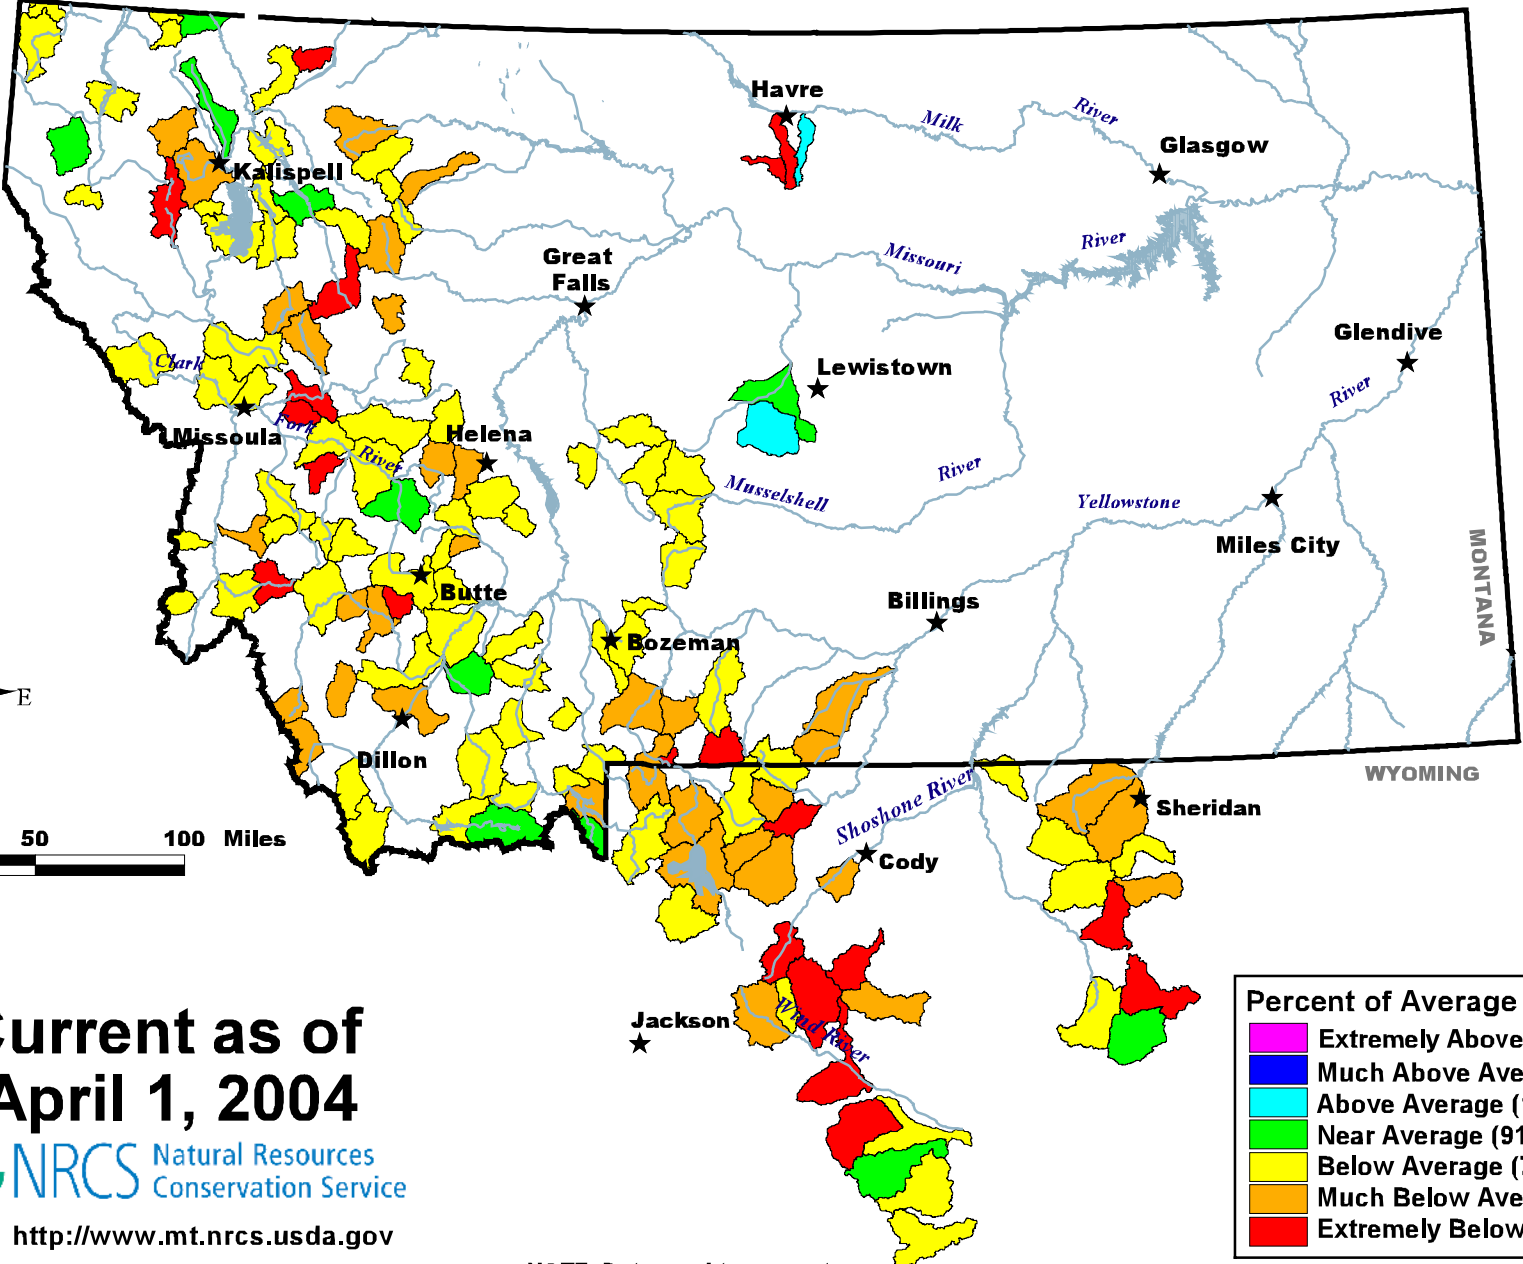 Havre
Milk
River
Glasgow
Kalispell
Great
Falls
Missouri
River
Glendive
River
Clark
Lewistown
Missoula
Fork
River
Helena
Musselshell
River
Yellowstone
Miles City
MONTANA
Butte
Billings
Bozeman
E
Dillon
WYOMING
Shoshone River
Sheridan
50 100 Miles
Cody
Jackson
Wind River
Current as of
April 1, 2004
NRCS Natural Resources
Conservation Service
http://www.mt.nrcs.usda.gov
Percent of Average
Extremely Above
Much Above Ave
Above Average (
Near Average (91
Below Average (
Much Below Ave
Extremely Below